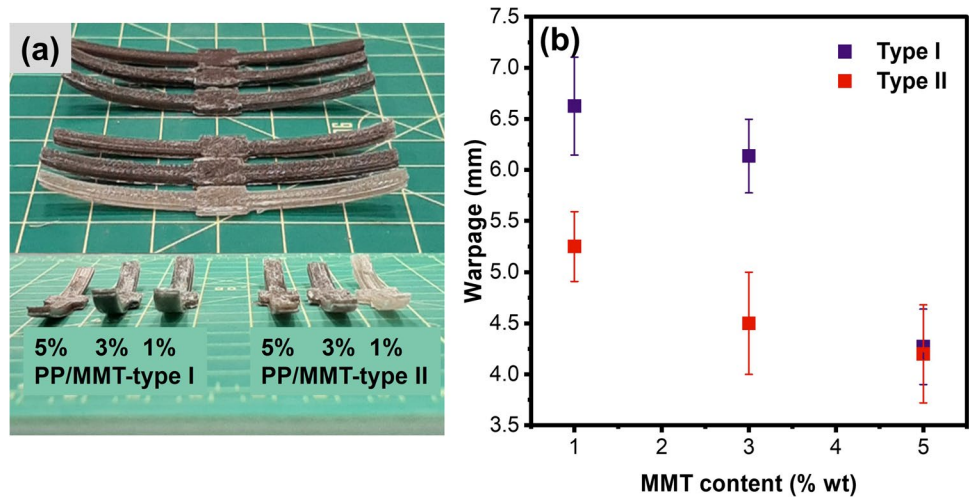 (a)
16
5% 3% 1%
PP/MMT-type I
5% 3% 1%
PP/MMT-type II
(b)
Type I
Type II
7.5
7.0
6.5
6.0
5.5
5.0
4.5
4.0
3.5
Warpage (mm)
1 2 3 4 5
MMT content (% wt)